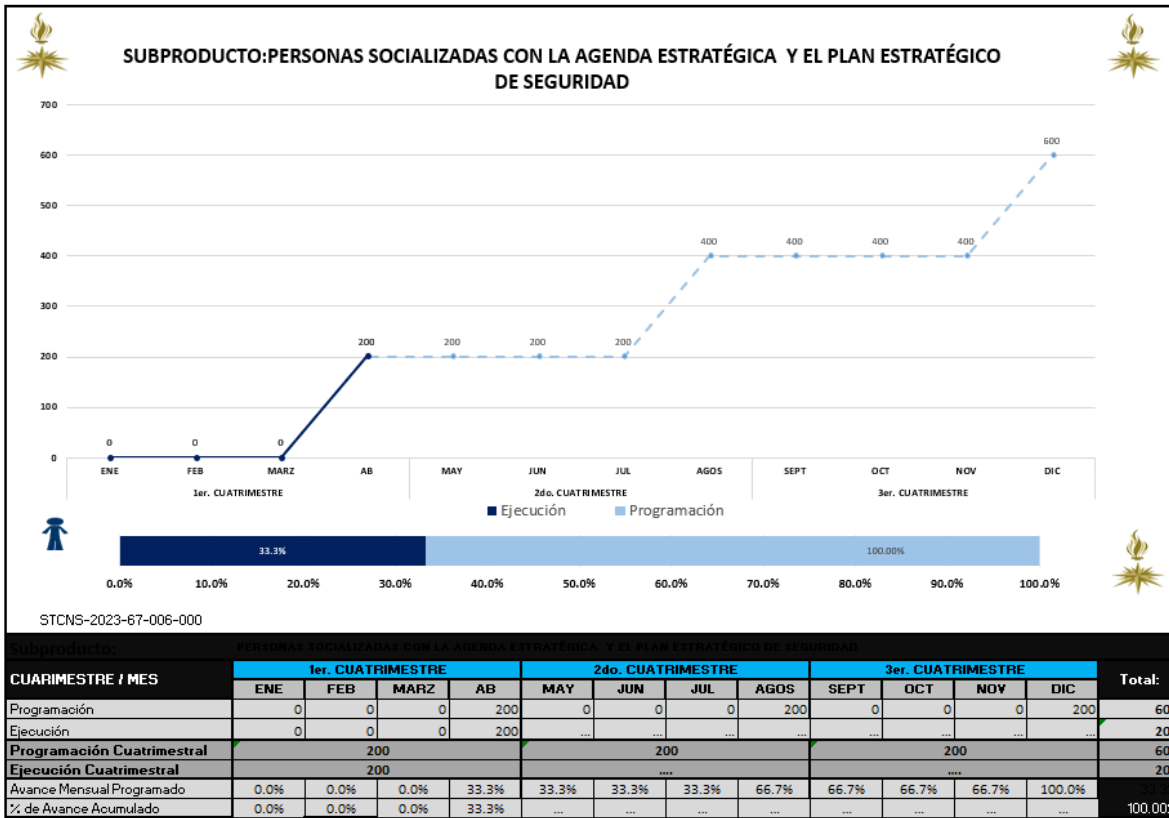 SUBPRODUCTO:PERSONAS SOCIALIZADAS CON LA AGENDA ESTRATÉGICA Y EL PLAN ESTRATÉGICO
DE SEGURIDAD
700
600
600
500
400
400
400
400
400
300
200
200
200
200
200
100
0
0
0
0
ENE FEB MARZ AB MAY JUN JUL AGOS SEPT OCT NOV DIC
1er. CUATRIMESTRE 2do. CUATRIMESTRE 3er. CUATRIMESTRE
Ejecución Programación
33.3% 100.00%
0.0% 10.0% 20.0% 30.0% 40.0% 50.0% 60.0% 70.0% 80.0% 90.0% 100.0%
STCNS-2023-67-006-000
Subproducto: PERSONAS SOCIALIZADAS CON LA AGENDA ESTRATÉGICA Y EL PLAN ESTRATÉGICO DE SEGURIDAD
CUARIMESTRE / MES 1er. CUATRIMESTRE 2do. CUATRIMESTRE 3er. CUATRIMESTRE Total:
ENE FEB MARZ AB MAY JUN JUL AGOS SEPT OCT NOV DIC
Programación 0 0 0 200 0 0 0 200 0 0 0 200 60
Ejecución 0 0 0 200 ... ... ... ... ... ... ... ... 20
Programación Cuatrimestral 200 200 200 60
Ejecución Cuatrimestral 200 .... .... 20
Avance Mensual Programado 0.0% 0.0% 0.0% 33.3% 33.3% 33.3% 33.3% 66.7% 66.7% 66.7% 66.7% 100.0% 33.3
% de Avance Acumulado 0.0% 0.0% 0.0% 33.3% ... ... ... ... ... ... ... ... 100.00